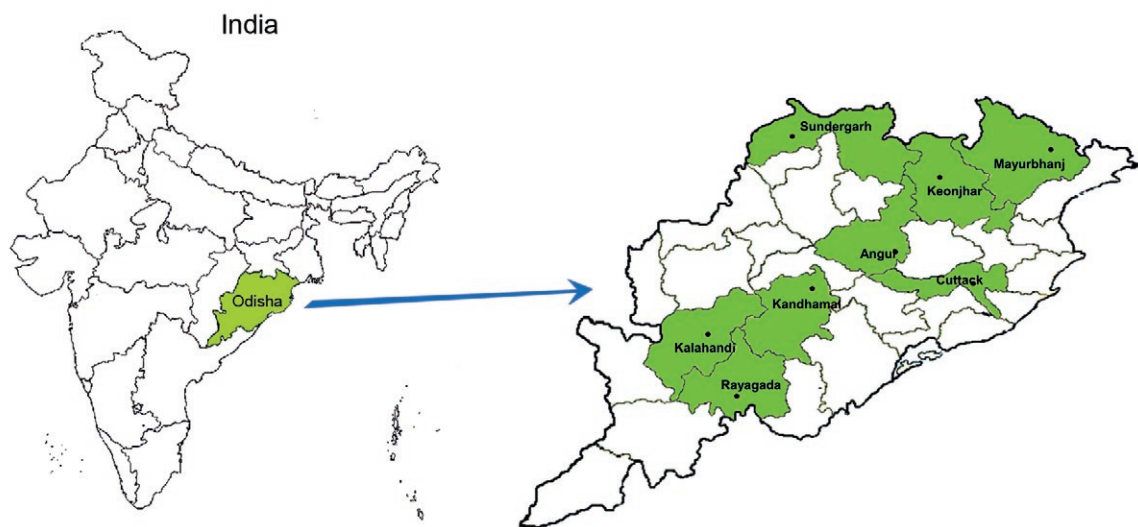 India
Odisha
Sundergarh
Mayurbhanj
Keonjhar
Angul
Cuttack
Kandhamal
Kalahandi
Rayagada